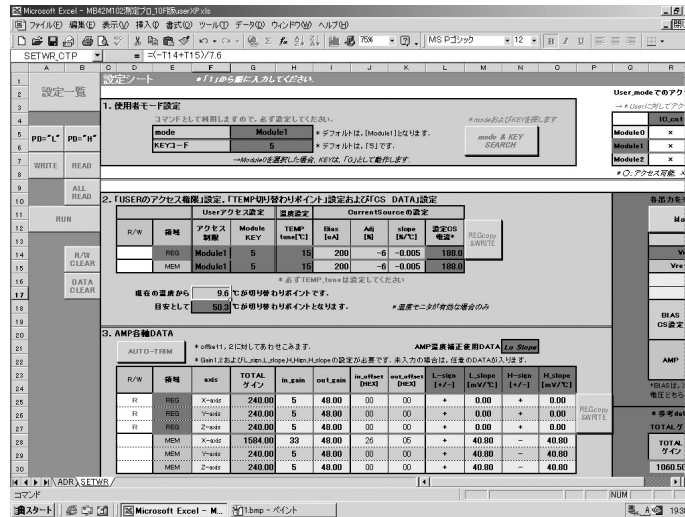 Microsoft Excel - MB42M102測定プロ_10F版userXP.xls
ファイル(F) 編集(E) 表示(V) 挿入(I) 書式(O) ツール(T) データ(D) ウィンドウ(W) ヘルプ(H)
75% MS Pゴシック 12 B I U
SETWR_CTP = =(-T14+T15)/7.6
A B C D E F G H I J K L M N O P Q R
設定シート *「1」から順に入力してください.
設定一覧
User_modeでのアク
1. 使用者モード設定
コマンドとして利用しますので、必ず設定してください.
mode Module1 * デフォルトは、[Module1]となります.
KEYコード 5 * デフォルトは、「5」です.
→Module0を選択した場合、KEYは、「0」として動作します.
*modeおよびKEYを探します.
mode & KEY SEARCH
Module0 ×
Module1 ×
Module2 ×
*○:アクセス可能、×
PD="L" PD="H"
WRITE READ
ALL READ
RUN
R/W CLEAR
DATA CLEAR
2. 「USERのアクセス権限」設定,「TEMP切り替わりポイント」設定および「CS DATA」設定
Userアクセス設定 温度設定 CurrentSourceの設定
R/W 領域 アクセス制限 Module KEY TEMP tune[℃] Bias [uA] Adj [%] slope [%/℃] 設定CS電流*
REG Module1 5 15 200 -6 -0.005 188.0
MEM Module1 5 15 200 -6 -0.005 188.0
REGcopy &WRITE
*必ずTEMP_tuneは設定してください
現在の温度から 9.6 ℃が切り替わりポイントです.
目安として 50.3 ℃が切り替わりポイントとなります. *温度モニタが有効な場合のみ
BIAS
CS設定
AMP
3. AMP各軸DATA
AUTO-TRIM
* offset1, 2に対してあわせこみます.
AMP温度補正使用DATA Lo Slope
* Gain1,2およびL_sign,L_slope,H_sign,H_slopeの設定が必要です. 未入力の場合は、任意のDATAが入ります.
R/W 領域 axis TOTALゲイン in_gain out_gain in_offset [HEX] out_offset [HEX] L-sign [+/-] L_slope [mV/℃] H-sign [+/-] H_slope [mV/℃]
R REG X-axis 240.00 5 48.00 00 00 + 0.00 + 0.00
R REG Y-axis 240.00 5 48.00 00 00 + 0.00 + 0.00
R REG Z-axis 240.00 5 48.00 00 00 + 0.00 + 0.00
MEM X-axis 1584.00 33 48.00 26 05 + 40.80 - 40.80
MEM Y-axis 240.00 5 48.00 00 00 + 40.80 - 40.80
MEM Z-axis 240.00 5 48.00 00 00 + 40.80 - 40.80
REGcopy &WRITE
TOTAL
ゲイン
1060.50
ADR SETWR
コマンド NUM
スタート Microsoft Excel - M... 1.bmp - ペイント